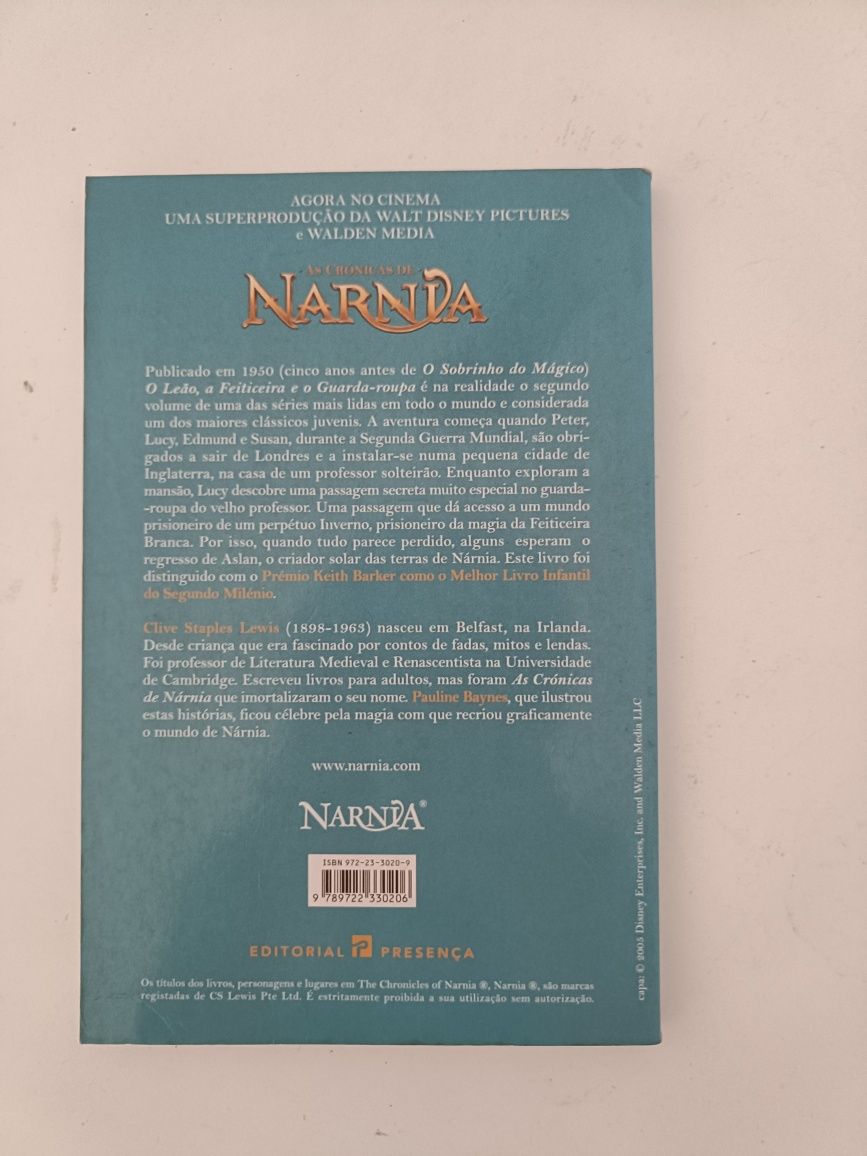 AGORA NO CINEMA
UMA SUPERPRODUÇÃO DA WALT DISNEY PICTURES
e WALDEN MEDIA
AS CRÓNICAS DE
NARNIA
Publicado em 1950 (cinco anos antes de O Sobrinho do Mágico)
O Leão, a Feiticeira e o Guarda-roupa é na realidade o segundo
volume de uma das séries mais lidas em todo o mundo e considerada
um dos maiores clássicos juvenis. A aventura começa quando Peter,
Lucy, Edmund e Susan, durante a Segunda Guerra Mundial, são obri-
gados a sair de Londres e a instalar-se numa pequena cidade de
Inglaterra, na casa de um professor solteirão. Enquanto exploram a
mansão, Lucy descobre uma passagem secreta muito especial no guarda-
-roupa do velho professor. Uma passagem que dá acesso a um mundo
prisioneiro de um perpétuo Inverno, prisioneiro da magia da Feiticeira
Branca. Por isso, quando tudo parece perdido, alguns esperam o
regresso de Aslan, o criador solar das terras de Nárnia. Este livro foi
distinguido com o Prémio Keith Barker como o Melhor Livro Infantil
do Segundo Milénio.
Clive Staples Lewis (1898-1963) nasceu em Belfast, na Irlanda.
Desde criança que era fascinado por contos de fadas, mitos e lendas.
Foi professor de Literatura Medieval e Renascentista na Universidade
de Cambridge. Escreveu livros para adultos, mas foram As Crónicas
de Nárnia que imortalizaram o seu nome. Pauline Baynes, que ilustrou
estas histórias, ficou célebre pela magia com que recriou graficamente
o mundo de Nárnia.
www.narnia.com
NARNIA®
ISBN 972-23-3020-9
9 789722 330206
EDITORIAL P PRESENÇA
Os títulos dos livros, personagens e lugares em The Chronicles of Narnia ®, Narnia ®, são marcas
registadas de CS Lewis Pte Ltd. É estritamente proibida a sua utilização sem autorização.
capa: © 2005 Disney Enterprises, Inc. and Walden Media LLC